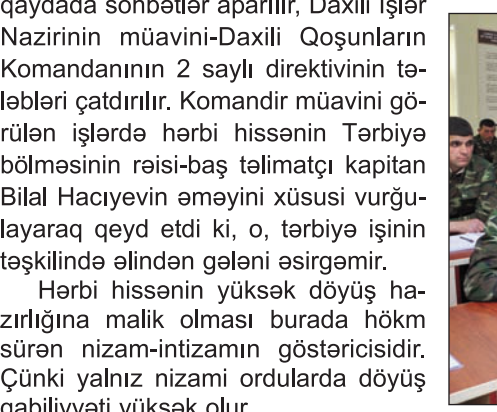 qaydada söhbətlər aparılır, Daxili İşlər
Nazirinin müavini-Daxili Qoşunların
Komandanının 2 saylı direktivinin tə-
ləbləri çatdırılır. Komandir müavini gö-
rülən işlərdə hərbi hissənin Tərbiyə
bölməsinin rəisi-baş təlimatçı kapitan
Bilal Hacıyevin əməyini xüsusi vurğu-
layaraq qeyd etdi ki, o, tərbiyə işinin
təşkilində əlindən gələni əsirgəmir.
Hərbi hissənin yüksək döyüş ha-
zırlığına malik olması burada hökm
sürən nizam-intizamın göstəricisidir.
Çünki yalnız nizami ordularda döyüş
qabiliyyəti yüksək olur.